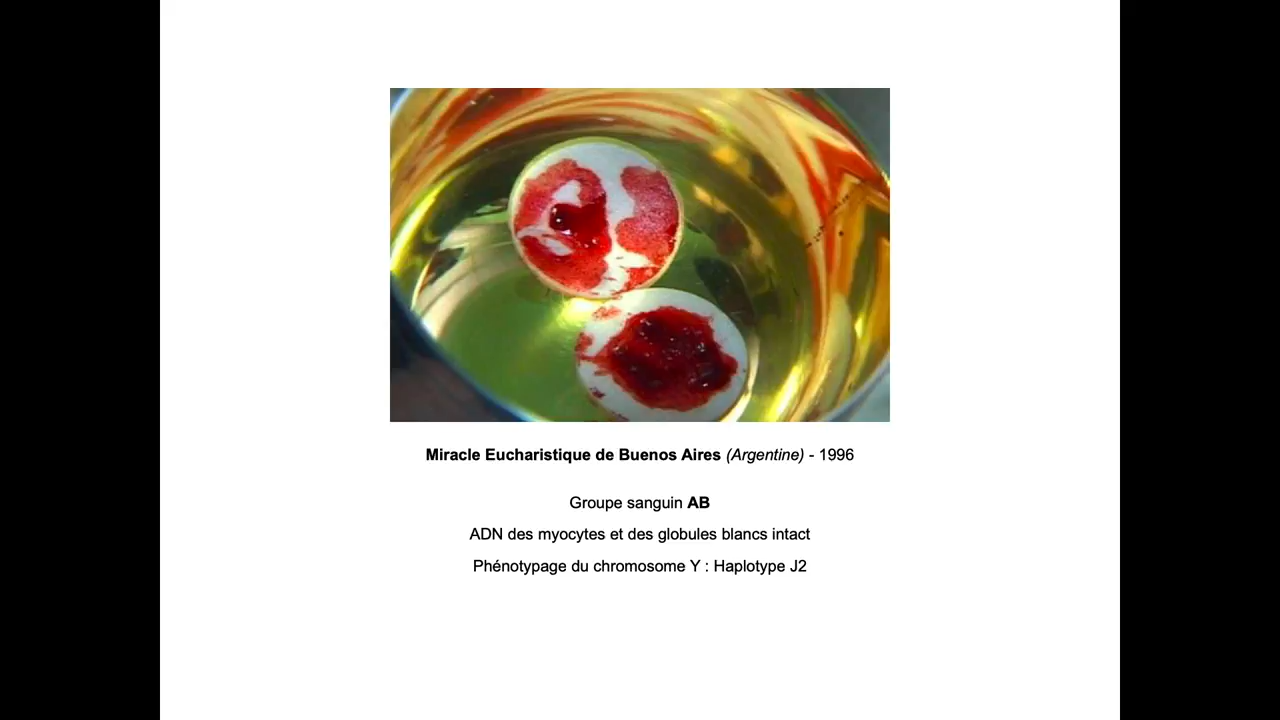 Miracle Eucharistique de Buenos Aires (Argentine) - 1996
Groupe sanguin AB
ADN des myocytes et des globules blancs intact
Phénotypage du chromosome Y : Haplotype J2